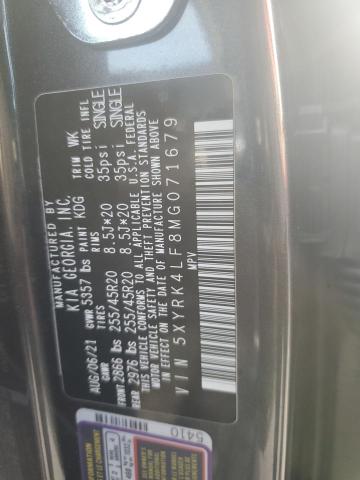 MANUFACTURED BY
KIA GEORGIA, INC.
AUG/06/21 GVWR 5357 lbs PAINT KDG TRIM WK
GAWR TIRES RIMS COLD TIRE INFL
FRONT 2866 lbs 255/45R20 8.5J*20 35psi SINGLE
REAR 2976 lbs 255/45R20 8.5J*20 35psi SINGLE
THIS VEHICLE CONFORMS TO ALL APPLICABLE U.S.A. FEDERAL
MOTOR VEHICLE SAFETY AND THEFT PREVENTION STANDARDS
IN EFFECT ON THE DATE OF MANUFACTURE SHOWN ABOVE
VIN 5XYRK4LF8MG071679
MPV
5410